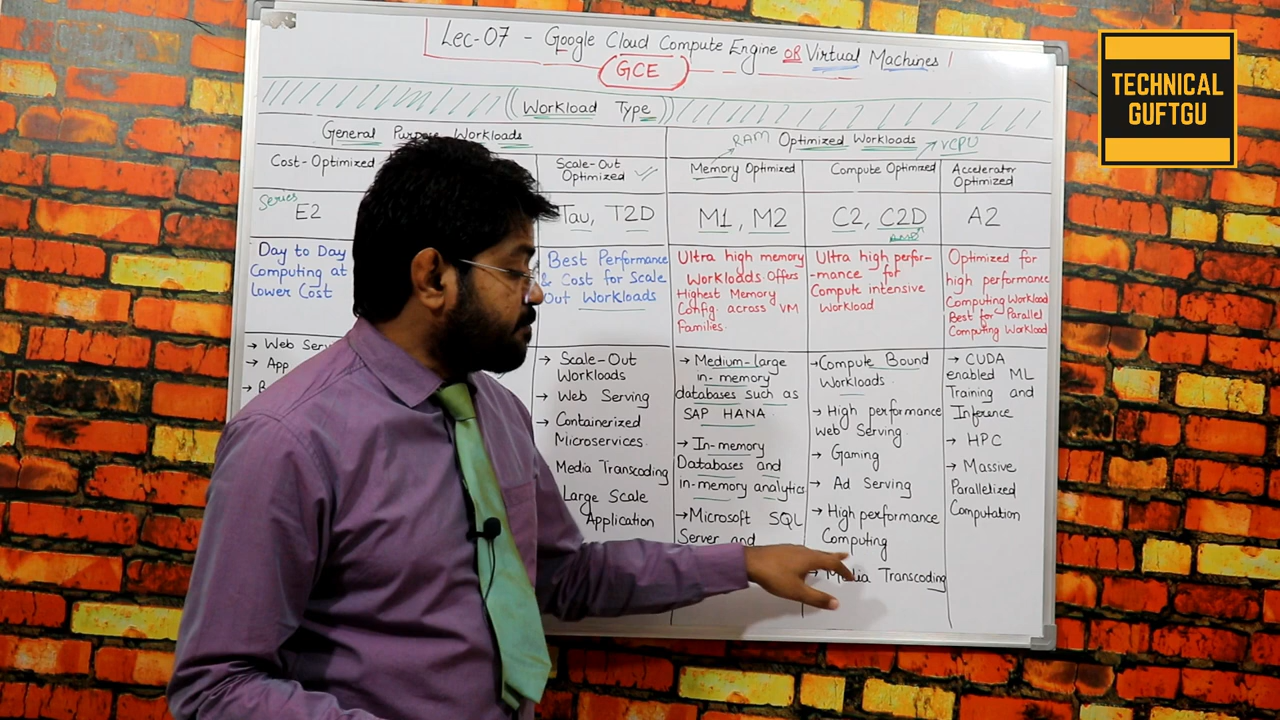 Lec-07 - Google Cloud Compute Engine OR Virtual Machines
GCE
TECHNICAL
GUFTGU
Workload Type
General Purpose Workloads
RAM
Optimized Workloads
VCPU
Cost-Optimized
Scale-Out
Optimized
Memory Optimized
Compute Optimized
Accelerator
Optimized
Series
E2
Tau, T2D
M1, M2
C2, C2D
A2
Day to Day
Computing at
Lower Cost
Best Performance
& Cost for Scale
Out Workloads
Ultra high memory
Workloads Offers
Highest Memory
Config. across VM
Families.
Ultra high perfor-
-mance for
Compute intensive
Workload
Optimized for
high performance
Computing Workload
Best for Parallel
Computing Workload
→ Web
→ App
→ Scale-Out
Workloads
→ Web Serving
→ Containerized
Microservices.
Media Transcoding
Large Scale
Application
→ Medium-large
in-memory
databases such as
SAP HANA
→ In-memory
Databases and
in-memory analytics
→ Microsoft SQL
Server and
→ Compute Bound
Workloads.
→ High performance
web Serving.
→ Gaming
→ Ad Serving
→ High performance
Computing
→ Media Transcoding
→ CUDA
enabled ML
Training and
Inference
→ HPC
→ Massive
Parallelized
Computation